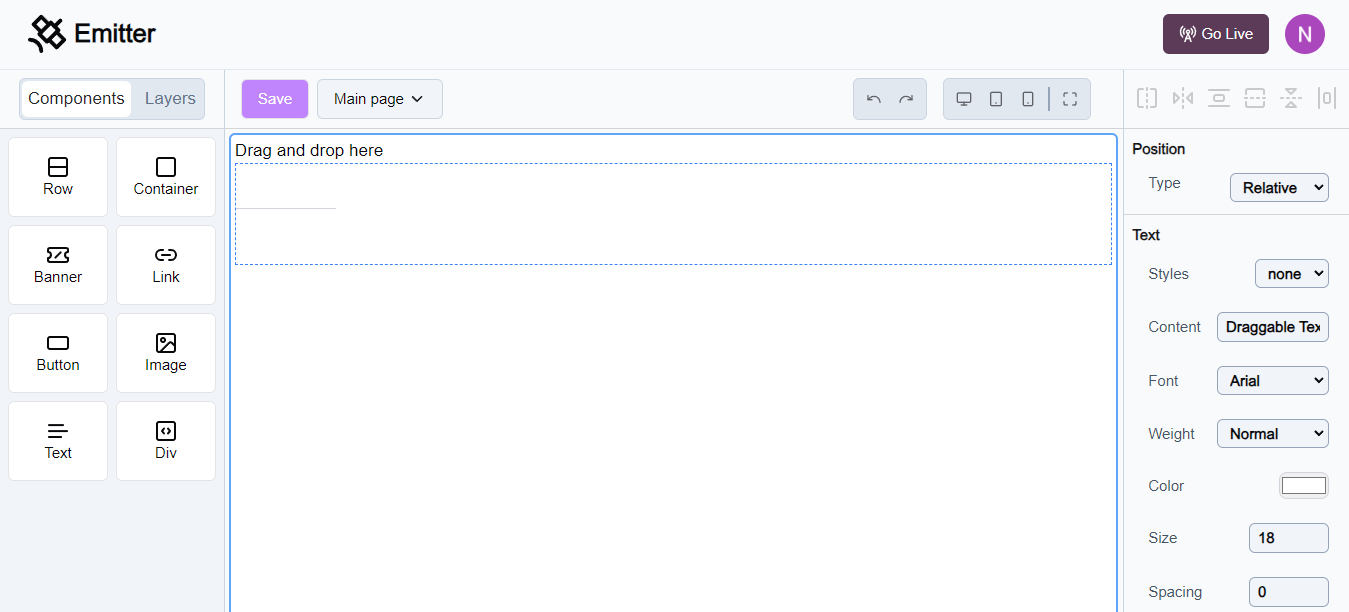 Emitter
Go Live
N
Components
Layers
Save
Main page
Row
Container
Banner
Link
Button
Image
Text
Div
Drag and drop here
Position
Type
Relative
Text
Styles
none
Content
Draggable Tex
Font
Arial
Weight
Normal
Color
Size
18
Spacing
0